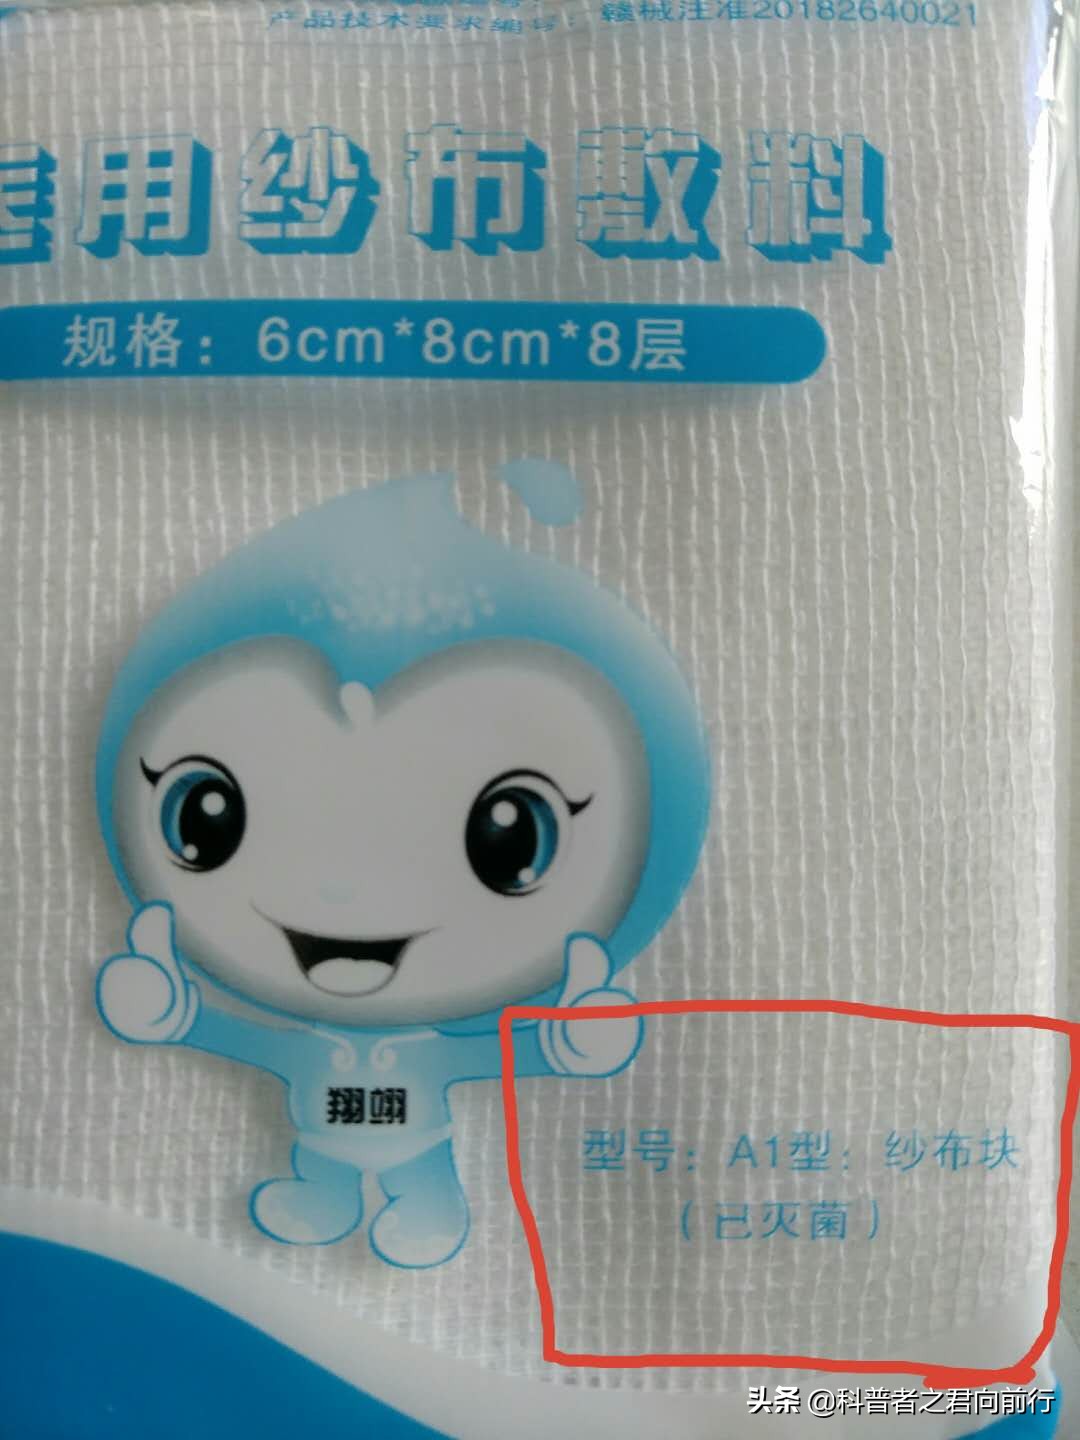 产品技术要求编号：赣械注准20182640021
用纱布敷料
规格：6cm*8cm*8层
翔翊
型号：A1型：纱布块
（已灭菌）
头条 @科普者之君向前行